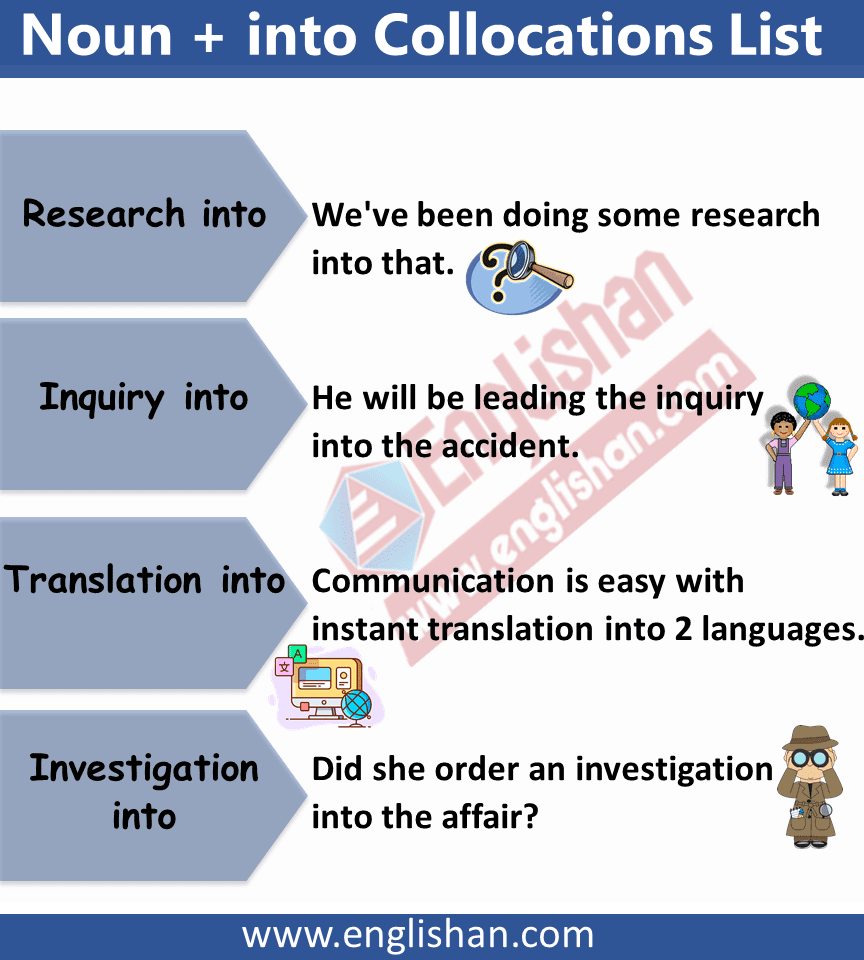 Noun + into Collocations List
Research into
We've been doing some research
into that.
Inquiry into
He will be leading the inquiry
into the accident.
Translation into
Communication is easy with
instant translation into 2 languages.
Investigation
into
Did she order an investigation
into the affair?
Englishan
www.englishan.com
A
文
www.englishan.com